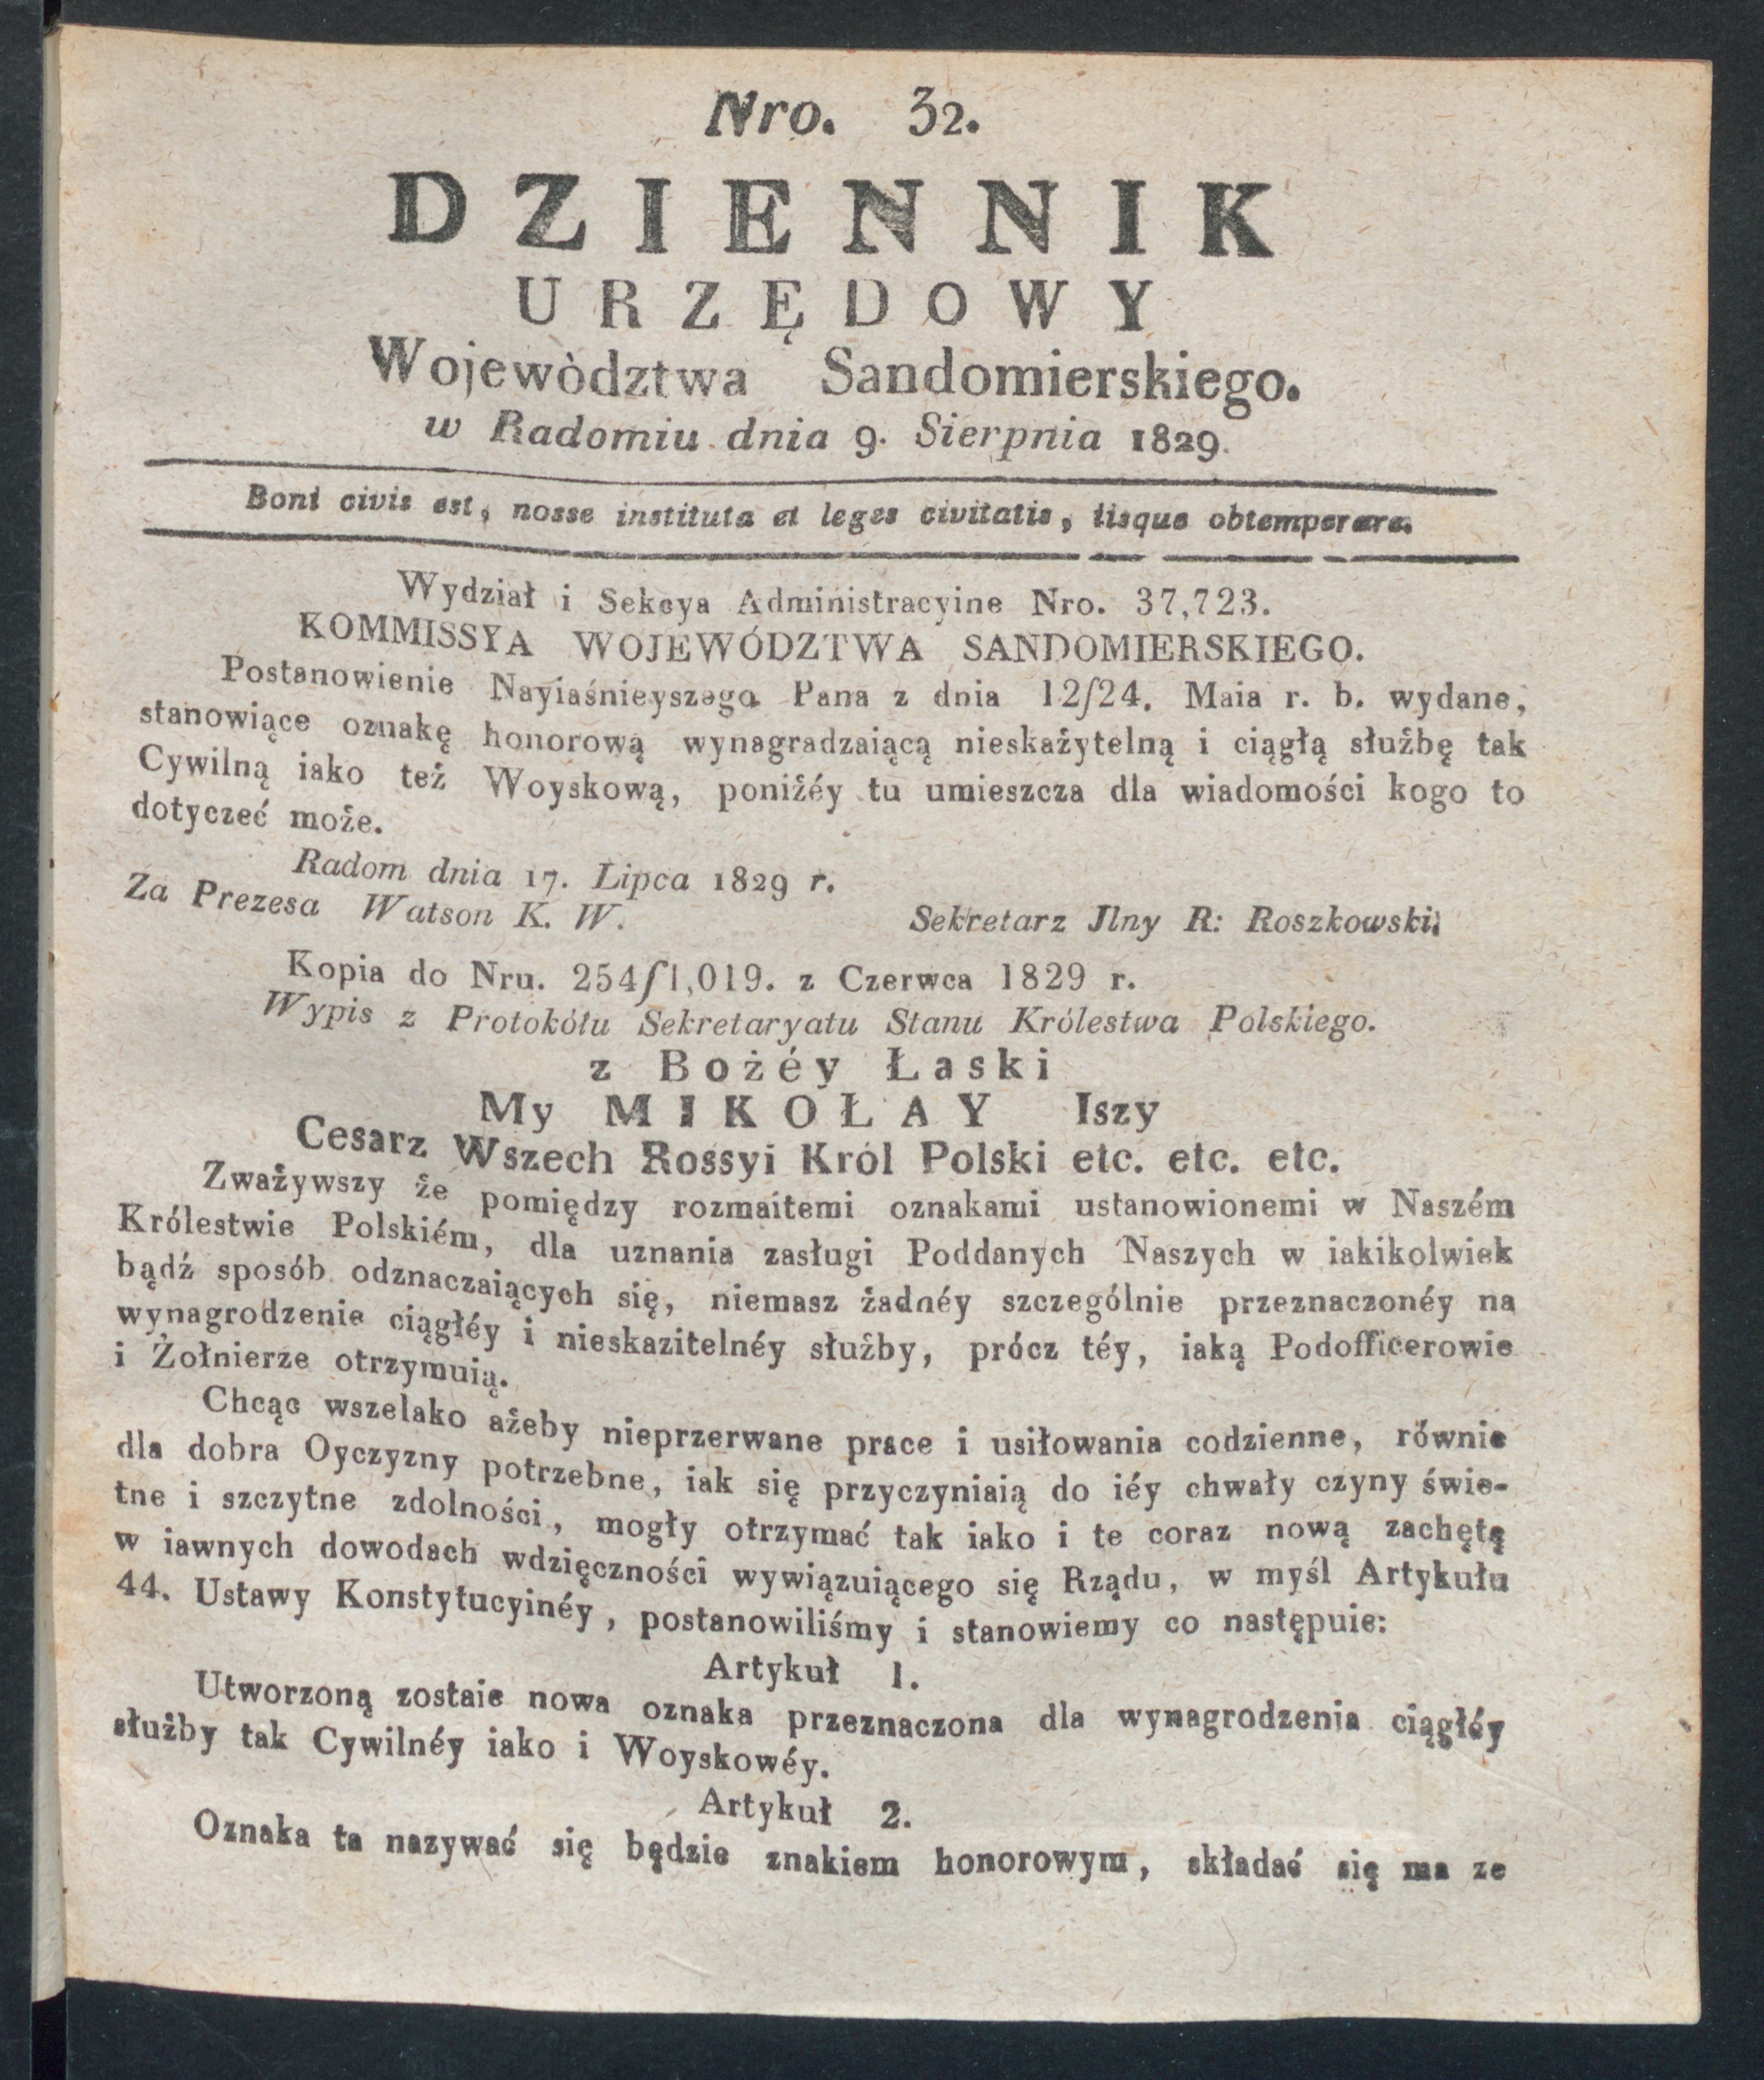 Nro. 32.
DZIENNIK
URZĘDOWY
Wojewòdztwa Sandomierskiego.
w Radomiu dnia 9. Sierpnia 1829.
Boni civis est, nosse instituta et leges civitatis, iisque obtemperare.
Wydział i Sekcya Administracyine Nro. 37,723.
KOMMISSYA WOJEWÓDZTWA SANDOMIERSKIEGO.
Postanowienie Nayiaśnieyszego Pana z dnia 12/24. Maia r. b. wydane,
stanowiące oznakę honorową wynagradzaiącą nieskażytelną i ciągłą służbę tak
Cywilną iako też Woyskową, poniżéy tu umieszcza dla wiadomości kogo to
dotyczeć może.
Radom dnia 17. Lipca 1829 r.
Za Prezesa Watson K. W.
Sekretarz Jlny R: Roszkowski.
Kopia do Nru. 254/1,019. z Czerwca 1829 r.
Wypis z Protokółu Sekretaryatu Stanu Królestwa Polskiego.
z Bożéy Łaski
My MIKOŁAY Iszy
Cesarz Wszech Rossyi Król Polski etc. etc. etc.
Zważywszy że pomiędzy rozmaitemi oznakami ustanowionemi w Naszém
Królestwie Polskiém, dla uznania zasługi Poddanych Naszych w iakikolwiek
bądź sposób odznaczaiących się, niemasz żadnéy szczególnie przeznaczonéy na
wynagrodzenie ciągłéy i nieskazitelnéy służby, prócz téy, iaką Podofficerowie
i Żołnierze otrzymuią.
Chcąc wszelako ażeby nieprzerwane prace i usiłowania codzienne, równie
dla dobra Oyczyzny potrzebne, iak się przyczyniaią do iéy chwały czyny świe-
tne i szczytne zdolności, mogły otrzymać tak iako i te coraz nową zachętę
w iawnych dowodach wdzięczności wywiązuiącego się Rządu, w myśl Artykułu
44. Ustawy Konstytucyinéy, postanowiliśmy i stanowiemy co następuie:
Artykuł 1.
Utworzoną zostaie nowa oznaka przeznaczona dla wynagrodzenia ciągłéy
służby tak Cywilnéy iako i Woyskowéy.
Artykuł 2.
Oznaka ta nazywać się będzie znakiem honorowym, składać się ma ze